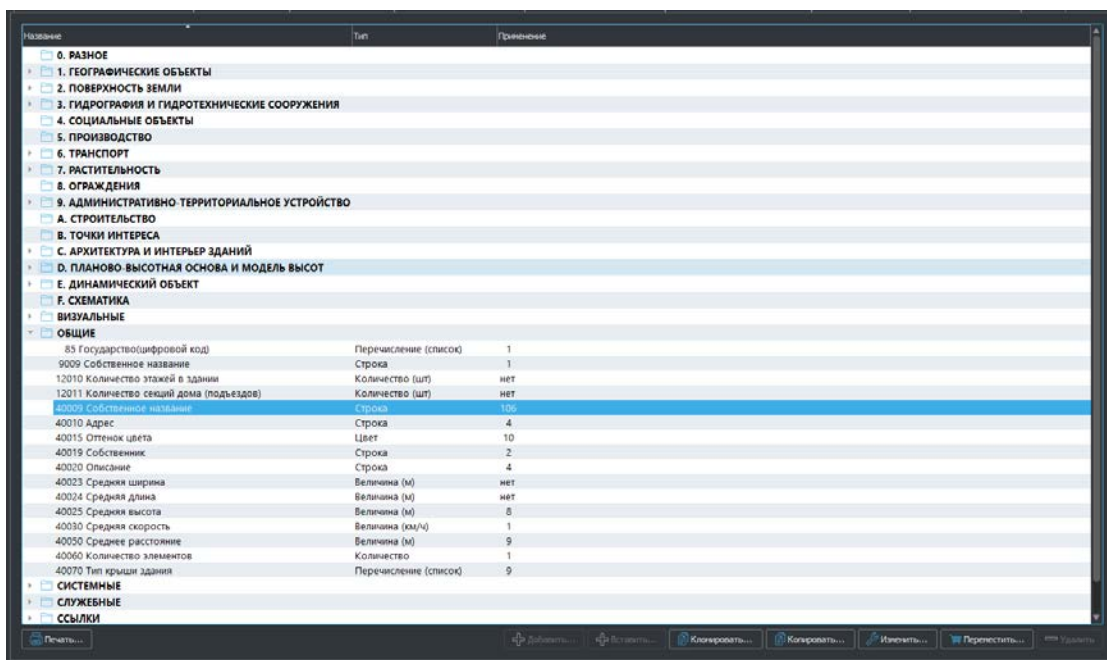 Название Тип Применение
0. РАЗНОЕ
1. ГЕОГРАФИЧЕСКИЕ ОБЪЕКТЫ
2. ПОВЕРХНОСТЬ ЗЕМЛИ
3. ГИДРОГРАФИЯ И ГИДРОТЕХНИЧЕСКИЕ СООРУЖЕНИЯ
4. СОЦИАЛЬНЫЕ ОБЪЕКТЫ
5. ПРОИЗВОДСТВО
6. ТРАНСПОРТ
7. РАСТИТЕЛЬНОСТЬ
8. ОГРАЖДЕНИЯ
9. АДМИНИСТРАТИВНО-ТЕРРИТОРИАЛЬНОЕ УСТРОЙСТВО
A. СТРОИТЕЛЬСТВО
B. ТОЧКИ ИНТЕРЕСА
C. АРХИТЕКТУРА И ИНТЕРЬЕР ЗДАНИЙ
D. ПЛАНОВО-ВЫСОТНАЯ ОСНОВА И МОДЕЛЬ ВЫСОТ
E. ДИНАМИЧЕСКИЙ ОБЪЕКТ
F. СХЕМАТИКА
ВИЗУАЛЬНЫЕ
ОБЩИЕ
85 Государство(цифровой код) Перечисление (список) 1
9009 Собственное название Строка 1
12010 Количество этажей в здании Количество (шт) нет
12011 Количество секций дома (подъездов) Количество (шт) нет
40009 Собственное название Строка 106
40010 Адрес Строка 4
40015 Оттенок цвета Цвет 10
40019 Собственник Строка 2
40020 Описание Строка 4
40023 Средняя ширина Величина (м) нет
40024 Средняя длина Величина (м) нет
40025 Средняя высота Величина (м) 8
40030 Средняя скорость Величина (км/ч) 1
40050 Среднее расстояние Величина (м) 9
40060 Количество элементов Количество 1
40070 Тип крыши здания Перечисление (список) 9
СИСТЕМНЫЕ
СЛУЖЕБНЫЕ
ССЫЛКИ
Печать... Добавить... Вставить... Клонировать... Копировать... Изменить... Переместить... Удалить